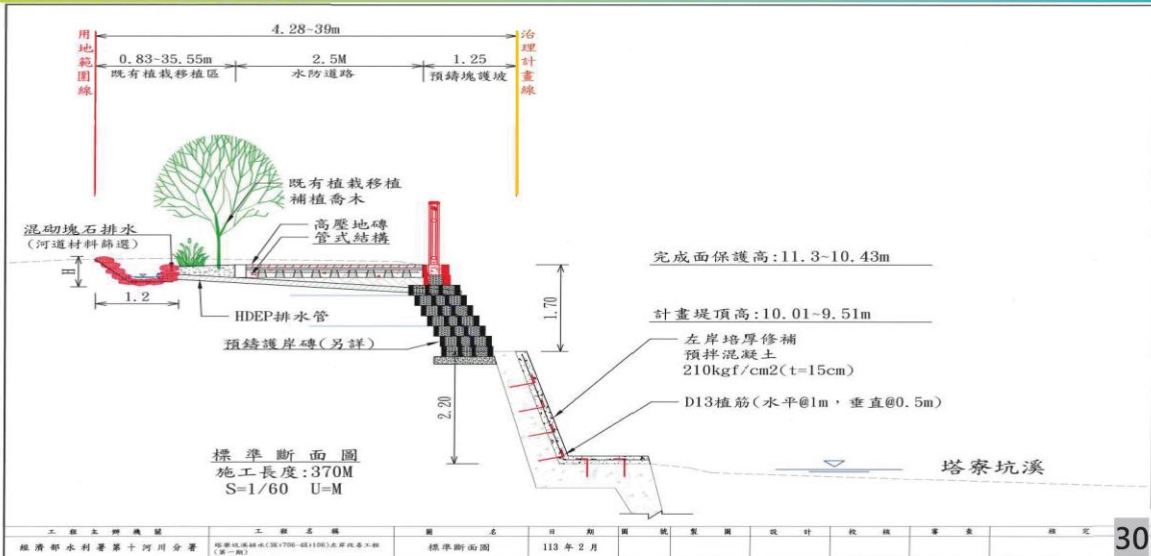 4.28~39m
用地範圍線
治理計畫線
0.83~35.55m
既有植栽移植區
2.5M
水防道路
1.25
預鑄塊護坡
既有植栽移植
補植喬木
混砌塊石排水
(河道材料篩選)
高壓地磚
管式結構
H
1.2
HDEP排水管
預鑄護岸磚(另詳)
1.70
2.20
完成面保護高:11.3~10.43m
計畫堤頂高:10.01~9.51m
左岸培厚修補
預拌混凝土
210kgf/cm2(t=15cm)
D13植筋(水平@1m,垂直@0.5m)
塔寮坑溪
標準斷面圖
施工長度:370M
S=1/60 U=M
工程主辦機關 工程名稱 圖名 日期 圖號 製圖 設計 校核 審查 核定
經濟部水利署第十河川分署 標準斷面圖 113 年 2 月
(第一期)
30